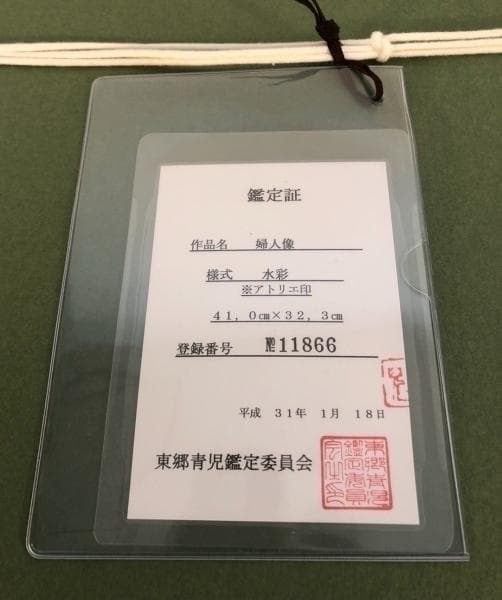 鑑定証
作品名 婦人像
様式 水彩
※アトリエ印
41,0㎝×32,3㎝
登録番号 №11866
平成 31年 1月 18日
東郷青児鑑定委員会